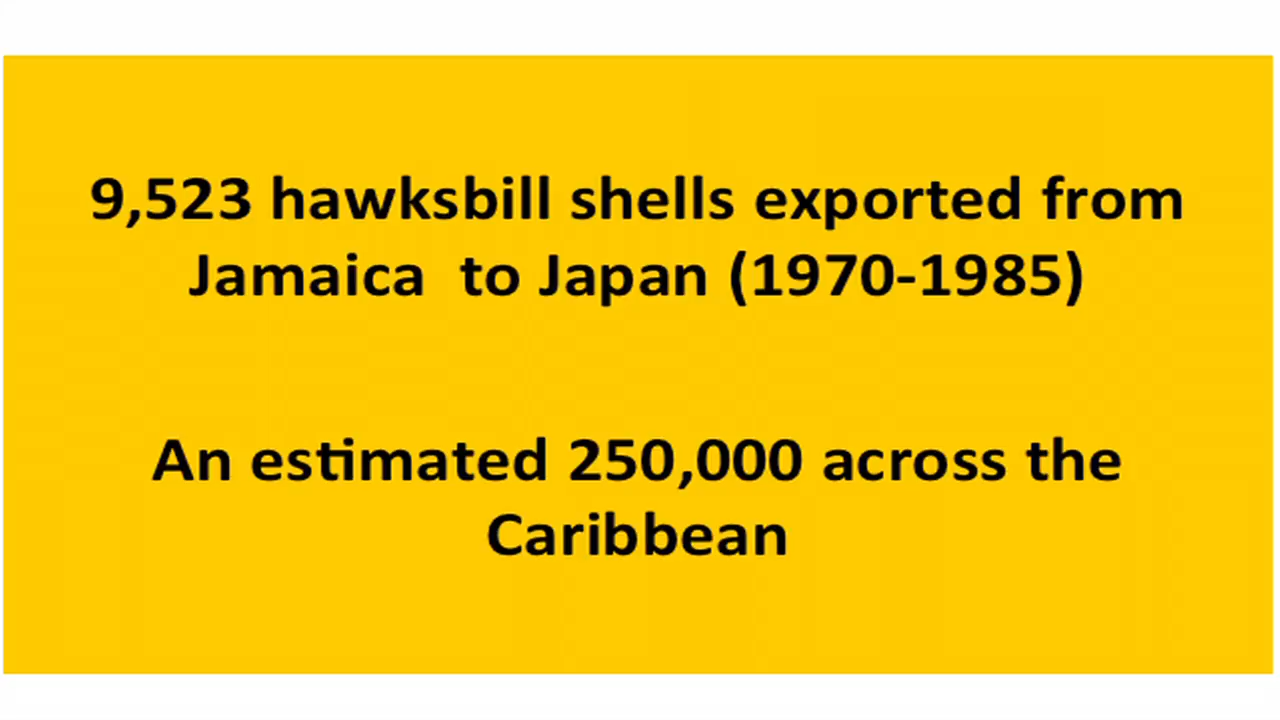 9,523 hawksbill shells exported from
Jamaica  to Japan (1970-1985)
An estimated 250,000 across the
Caribbean